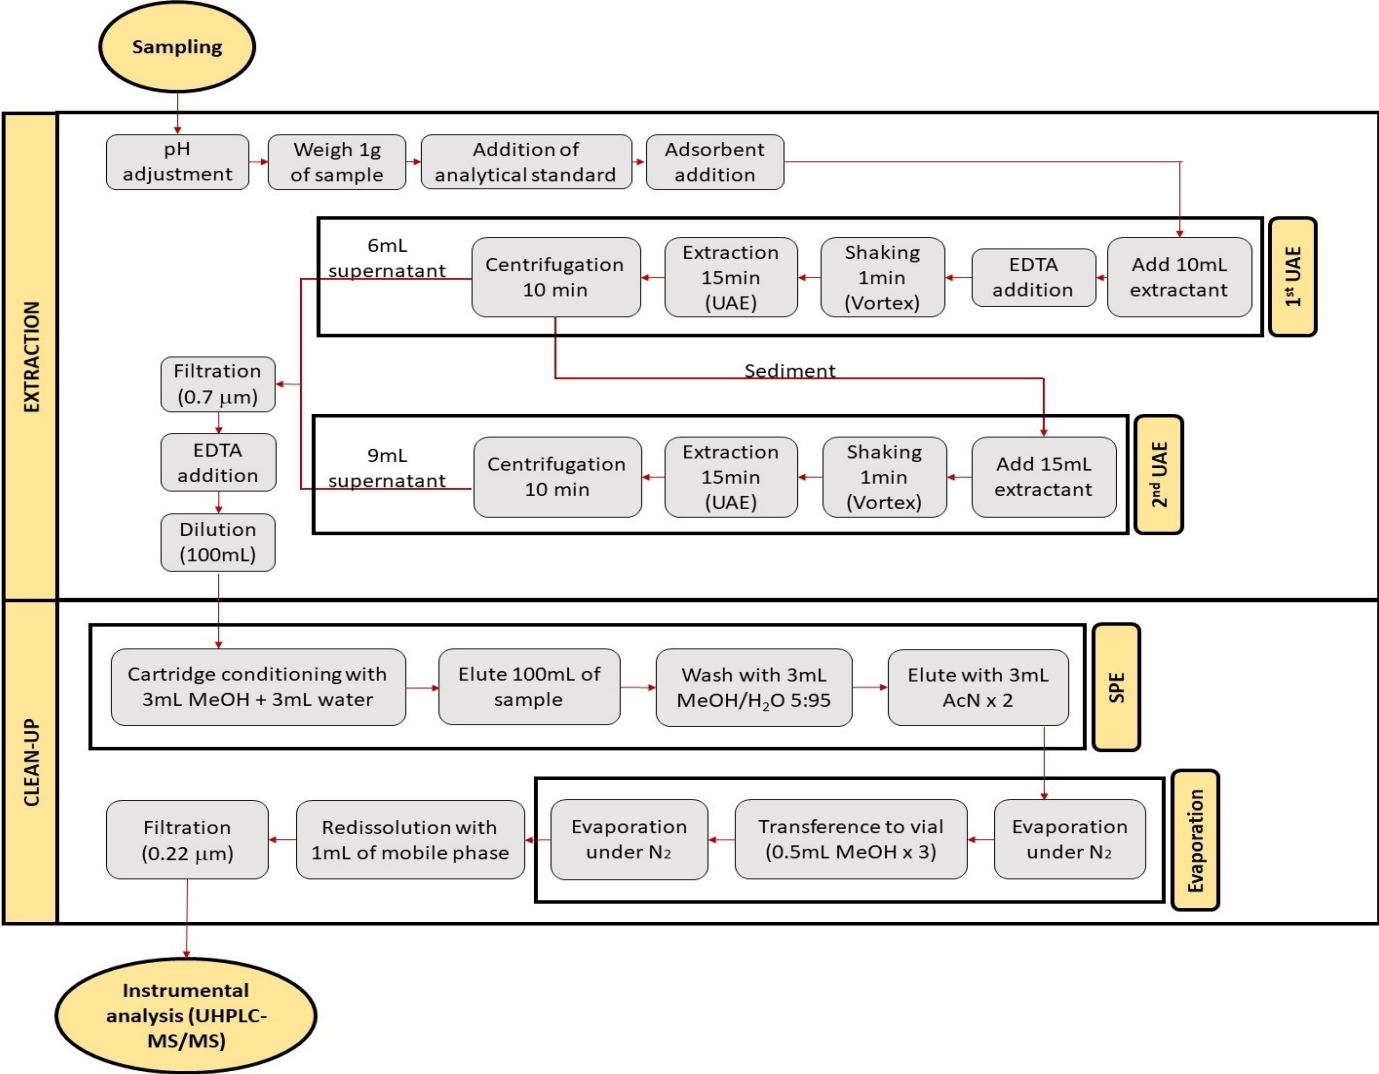 Sampling
EXTRACTION
pH
adjustment
Weigh 1g
of sample
Addition of
analytical standard
Adsorbent
addition
1st UAE
Add 10mL
extractant
EDTA
addition
Shaking
1min
(Vortex)
Extraction
15min
(UAE)
Centrifugation
10 min
6mL
supernatant
Sediment
2nd UAE
Add 15mL
extractant
Shaking
1min
(Vortex)
Extraction
15min
(UAE)
Centrifugation
10 min
9mL
supernatant
Filtration
(0.7 µm)
EDTA
addition
Dilution
(100mL)
CLEAN-UP
SPE
Cartridge conditioning with
3mL MeOH + 3mL water
Elute 100mL of
sample
Wash with 3mL
MeOH/H₂O 5:95
Elute with 3mL
AcN x 2
Evaporation
Evaporation
under N₂
Transference to vial
(0.5mL MeOH x 3)
Evaporation
under N₂
Redissolution with
1mL of mobile phase
Filtration
(0.22 µm)
Instrumental
analysis (UHPLC-
MS/MS)